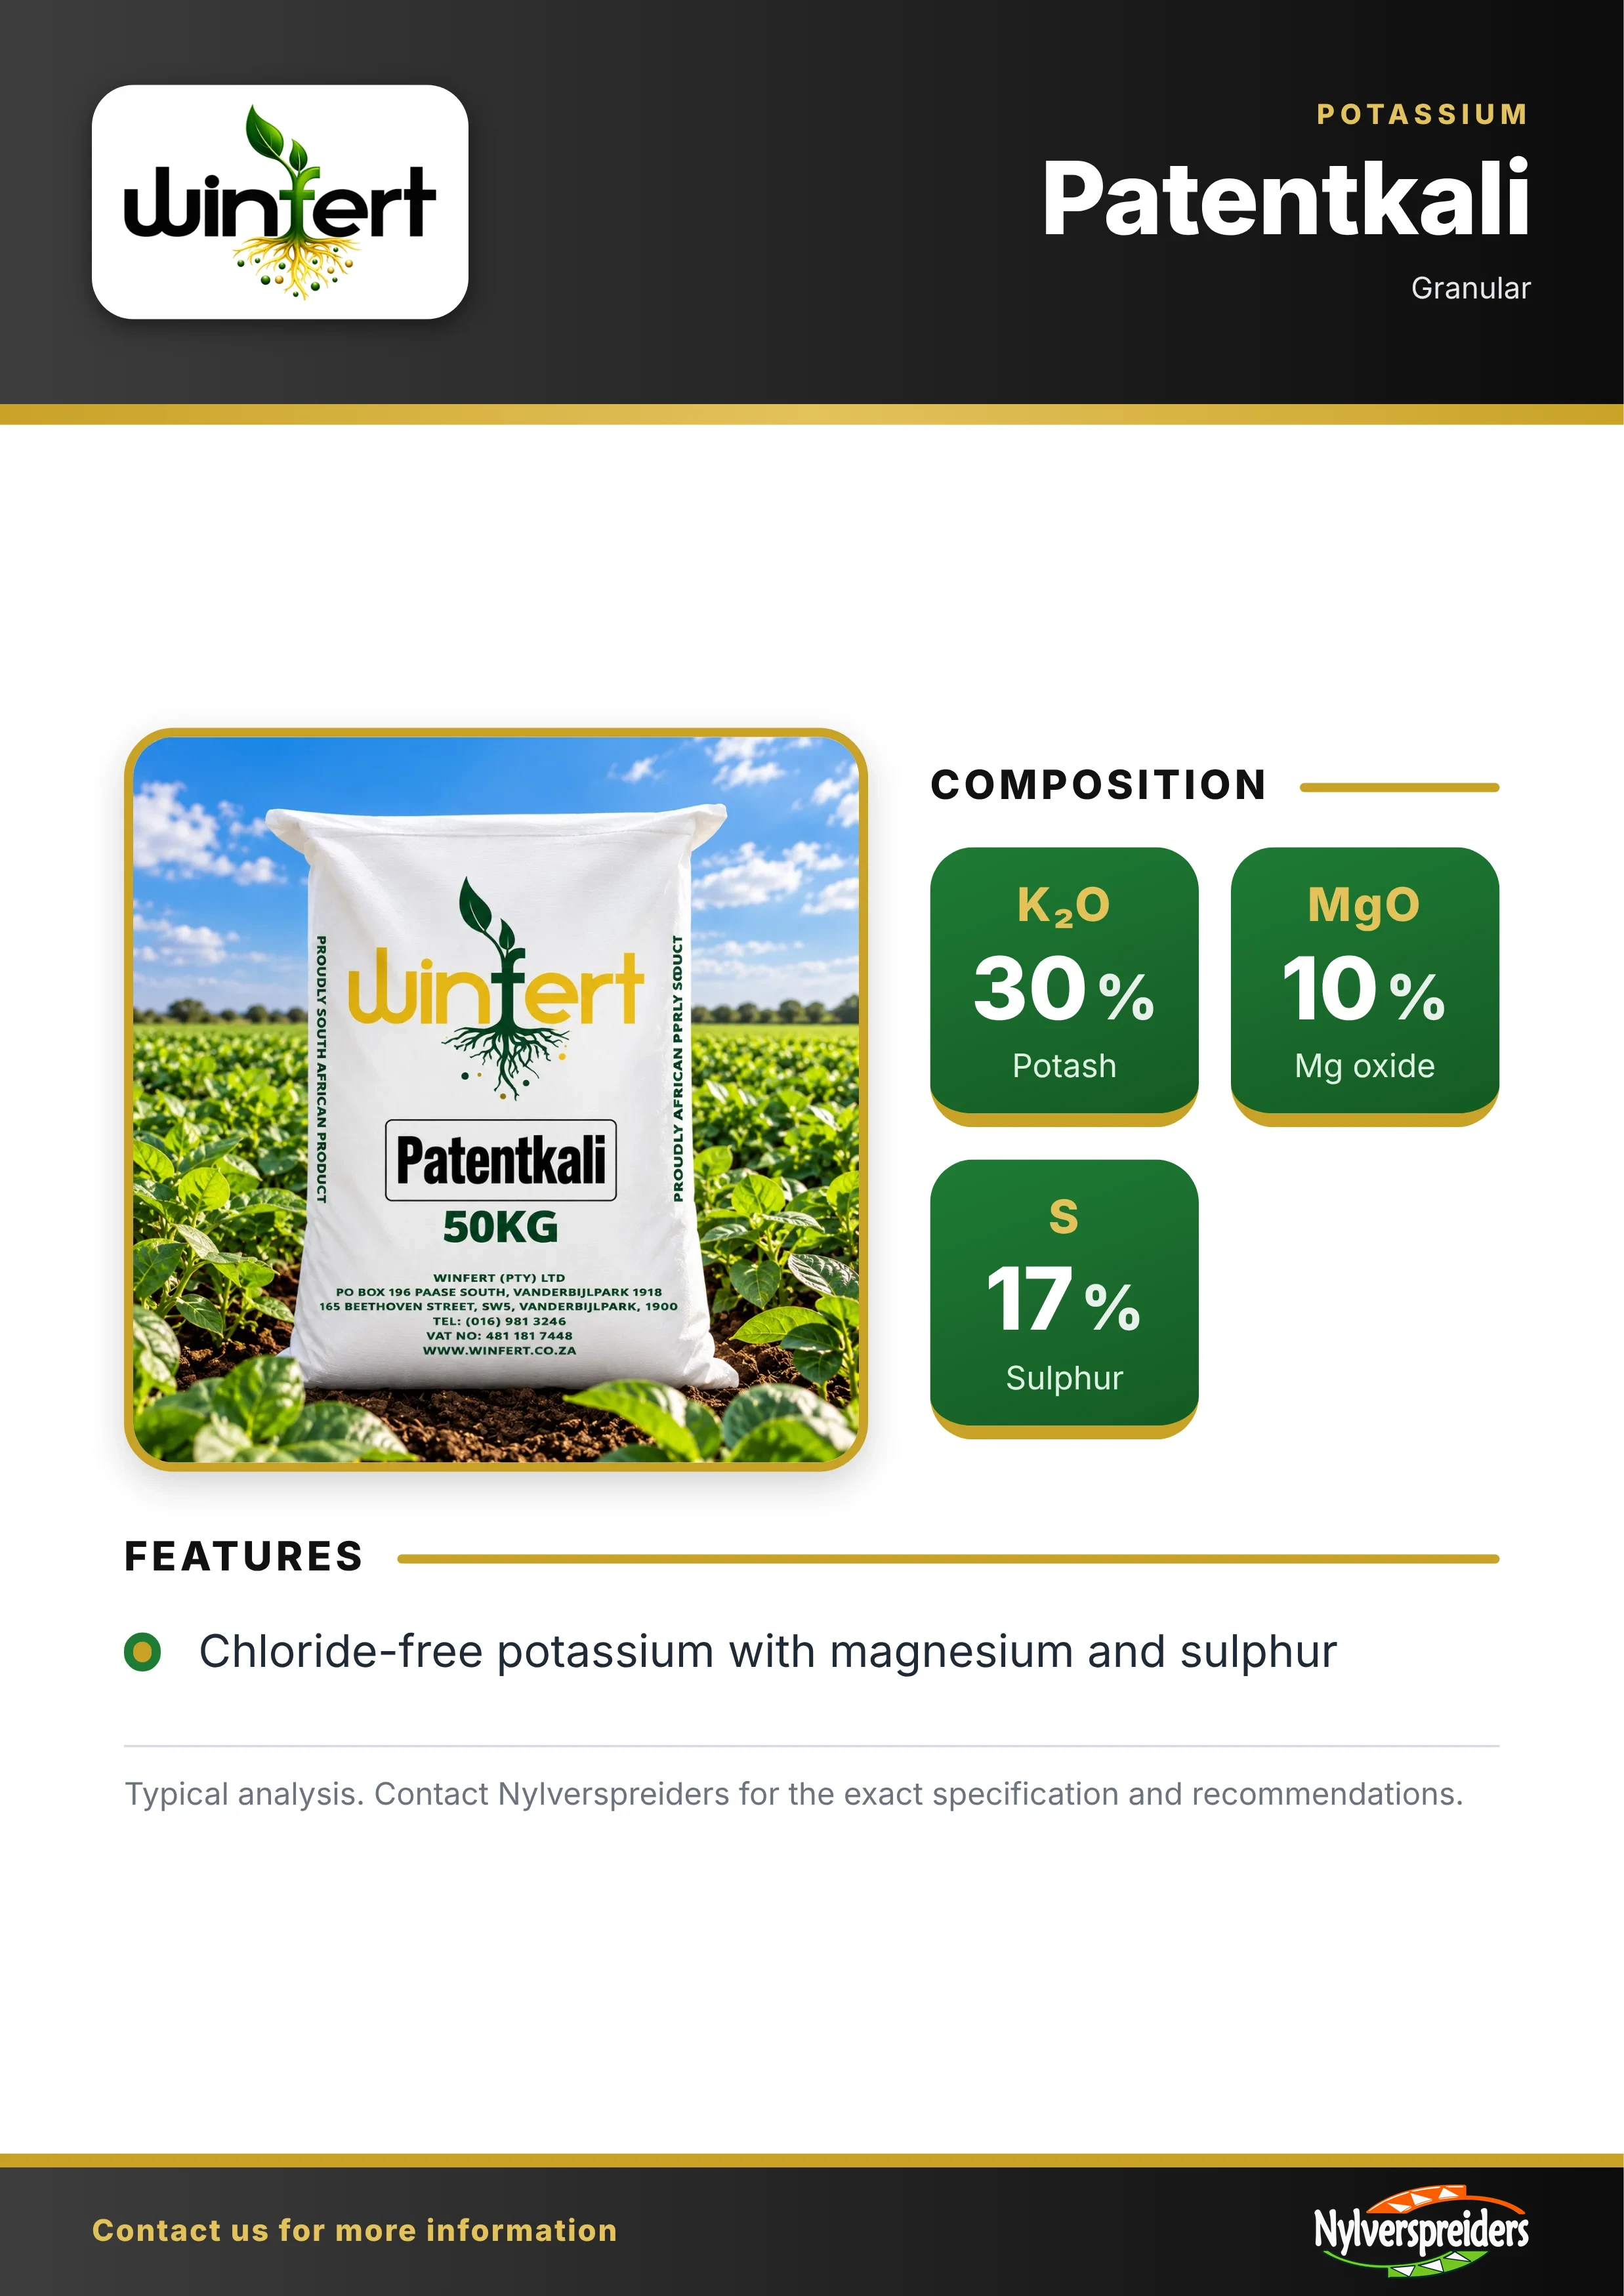 winfert
POTASSIUM
Patentkali
Granular
winfert
PROUDLY SOUTH AFRICAN PRODUCT
PROUDLY AFRICAN PPRLY SODUCT
Patentkali
50KG
WINFERT (PTY) LTD
PO BOX 196 PAASE SOUTH, VANDERBIJLPARK 1918
165 BEETHOVEN STREET, SW5, VANDERBIJLPARK, 1900
TEL: (016) 981 3246
VAT NO: 481 181 7448
WWW.WINFERT.CO.ZA
COMPOSITION
K₂O
30 %
Potash
MgO
10 %
Mg oxide
S
17 %
Sulphur
FEATURES
Chloride-free potassium with magnesium and sulphur
Typical analysis. Contact Nylverspreiders for the exact specification and recommendations.
Contact us for more information
Nylverspreiders